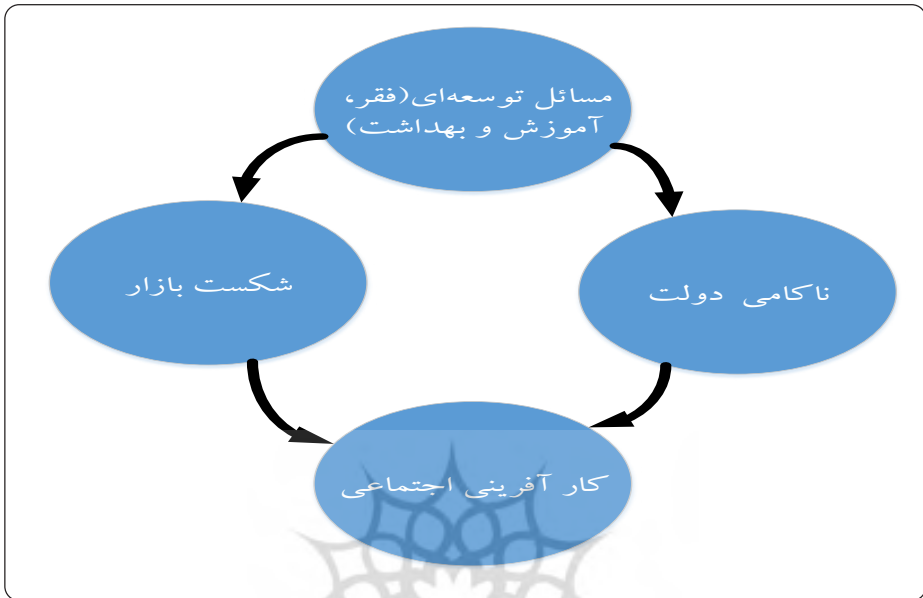 مسائل توسعه‌ای(فقر،
آموزش و بهداشت)
ناکامی دولت
شکست بازار
کار آفرینی اجتماعی